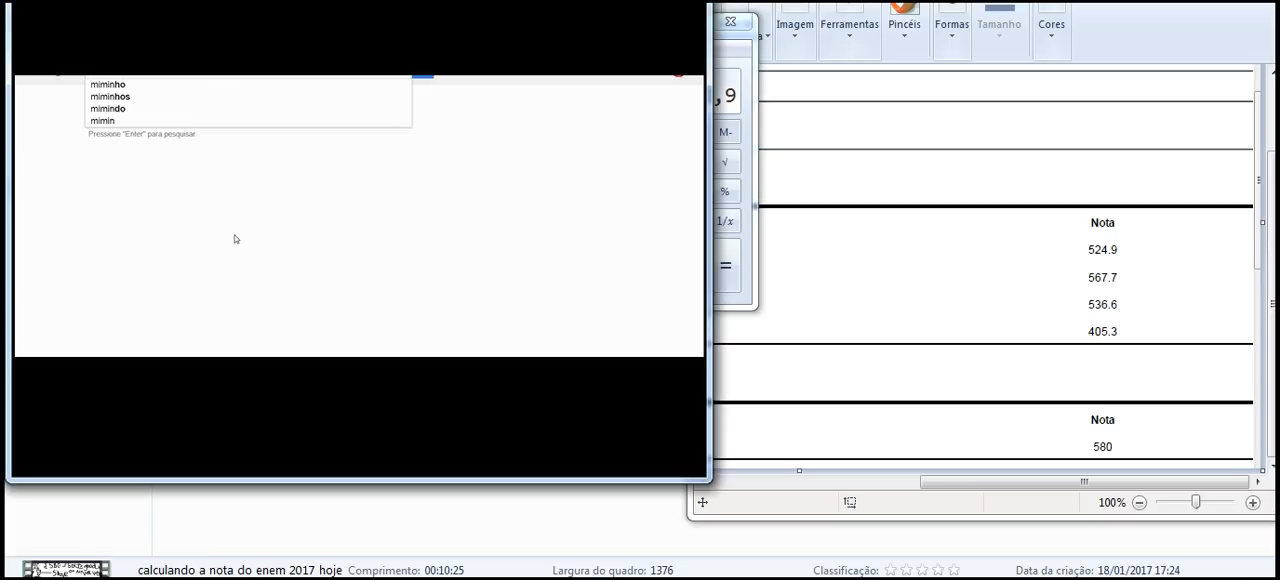 miminho
miminhos
mimindo
mimin
Pressione "Enter" para pesquisar
,9
M-
√
%
1/x
=
Imagem
Ferramentas
Pincéis
Formas
Tamanho
Cores
Nota
524.9
567.7
536.6
405.3
Nota
580
100%
calculando a nota do enem 2017 hoje
Comprimento: 00:10:25
Largura do quadro: 1376
Classificação:
Data da criação: 18/01/2017 17:24